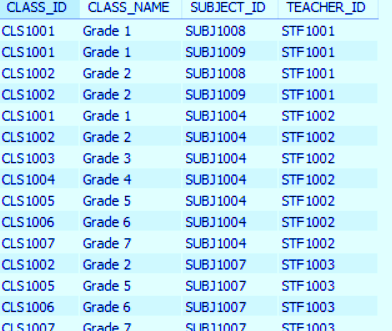 CLASS_ID CLASS_NAME SUBJECT_ID TEACHER_ID
CLS1001 Grade 1 SUBJ1008 STF1001
CLS1001 Grade 1 SUBJ1009 STF1001
CLS1002 Grade 2 SUBJ1008 STF1001
CLS1002 Grade 2 SUBJ1009 STF1001
CLS1001 Grade 1 SUBJ1004 STF1002
CLS1002 Grade 2 SUBJ1004 STF1002
CLS1003 Grade 3 SUBJ1004 STF1002
CLS1004 Grade 4 SUBJ1004 STF1002
CLS1005 Grade 5 SUBJ1004 STF1002
CLS1006 Grade 6 SUBJ1004 STF1002
CLS1007 Grade 7 SUBJ1004 STF1002
CLS1002 Grade 2 SUBJ1007 STF1003
CLS1005 Grade 5 SUBJ1007 STF1003
CLS1006 Grade 6 SUBJ1007 STF1003
CLS1007 Grade 7 SUBJ1007 STF1003